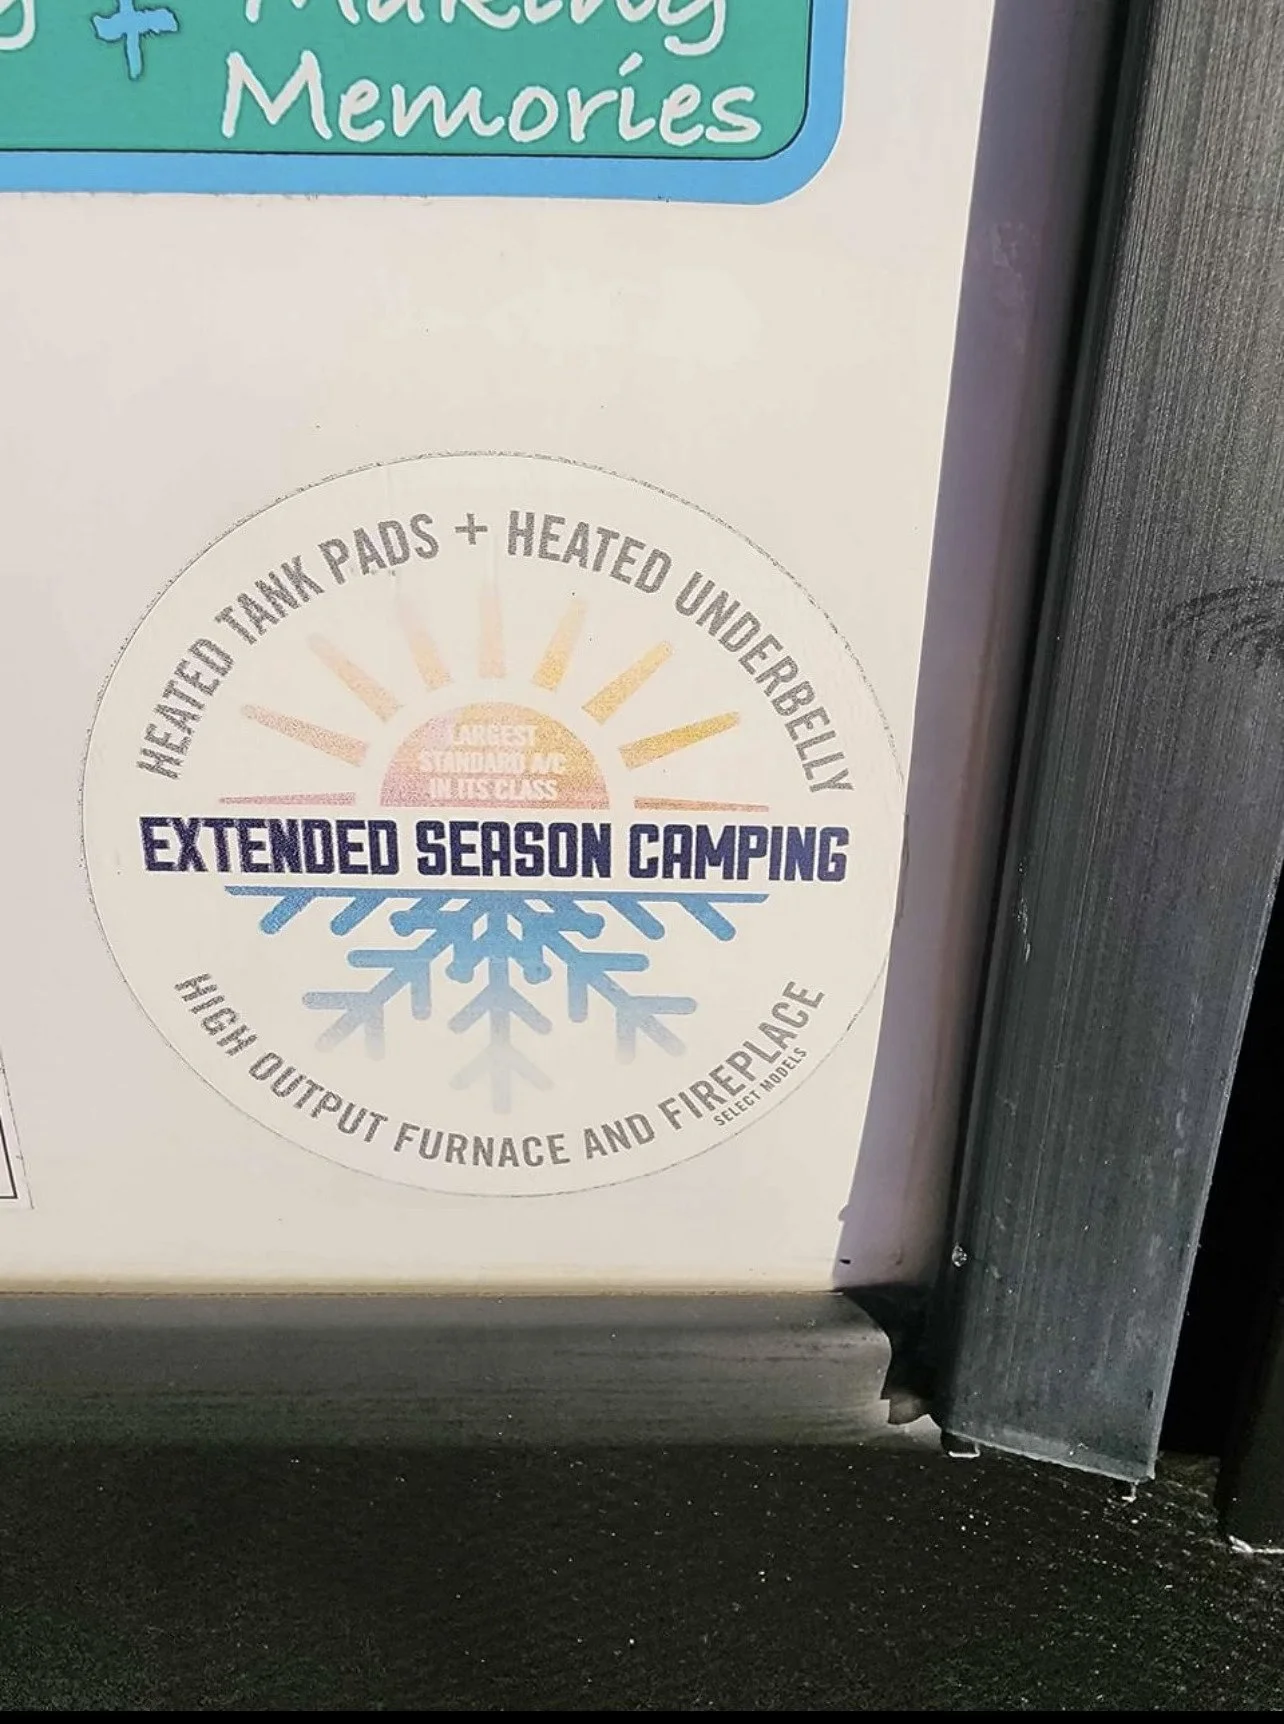 + Making
Memories
HEATED TANK PADS + HEATED UNDERBELLY
LARGEST
STANDARD A/C
IN ITS CLASS
EXTENDED SEASON CAMPING
HIGH OUTPUT FURNACE AND FIREPLACE
SELECT MODELS